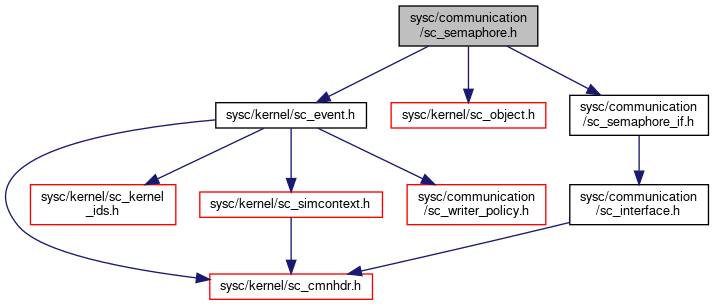 sysc/communication
/sc_semaphore.h
sysc/kernel/sc_event.h
sysc/kernel/sc_object.h
sysc/communication
/sc_semaphore_if.h
sysc/kernel/sc_kernel
_ids.h
sysc/kernel/sc_simcontext.h
sysc/communication
/sc_writer_policy.h
sysc/communication
/sc_interface.h
sysc/kernel/sc_cmnhdr.h